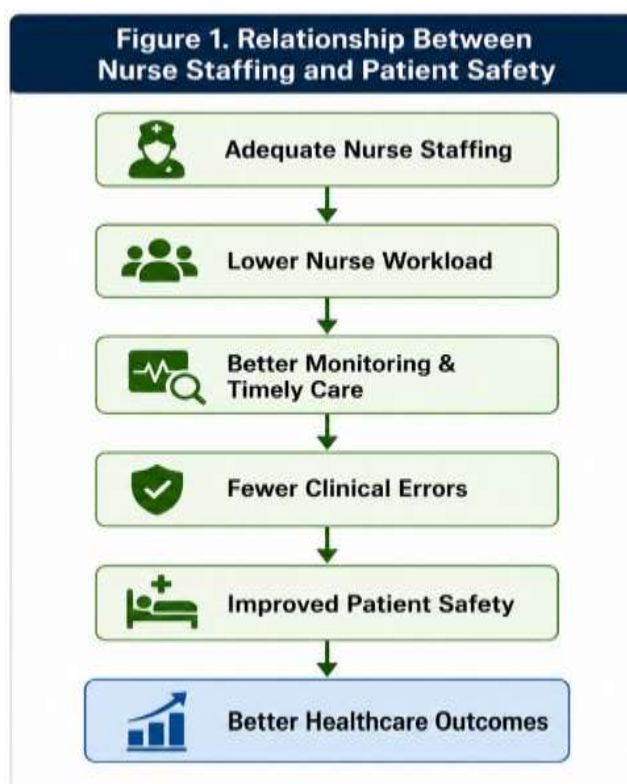 Figure 1. Relationship Between
Nurse Staffing and Patient Safety
Adequate Nurse Staffing
Lower Nurse Workload
Better Monitoring &
Timely Care
Fewer Clinical Errors
Improved Patient Safety
Better Healthcare Outcomes